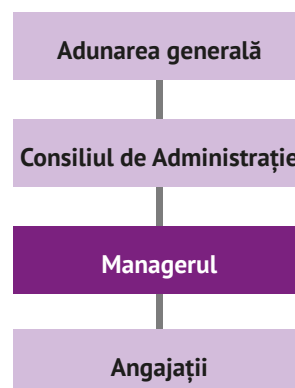 Adunarea generală
Consiliul de Administrație
Managerul
Angajații